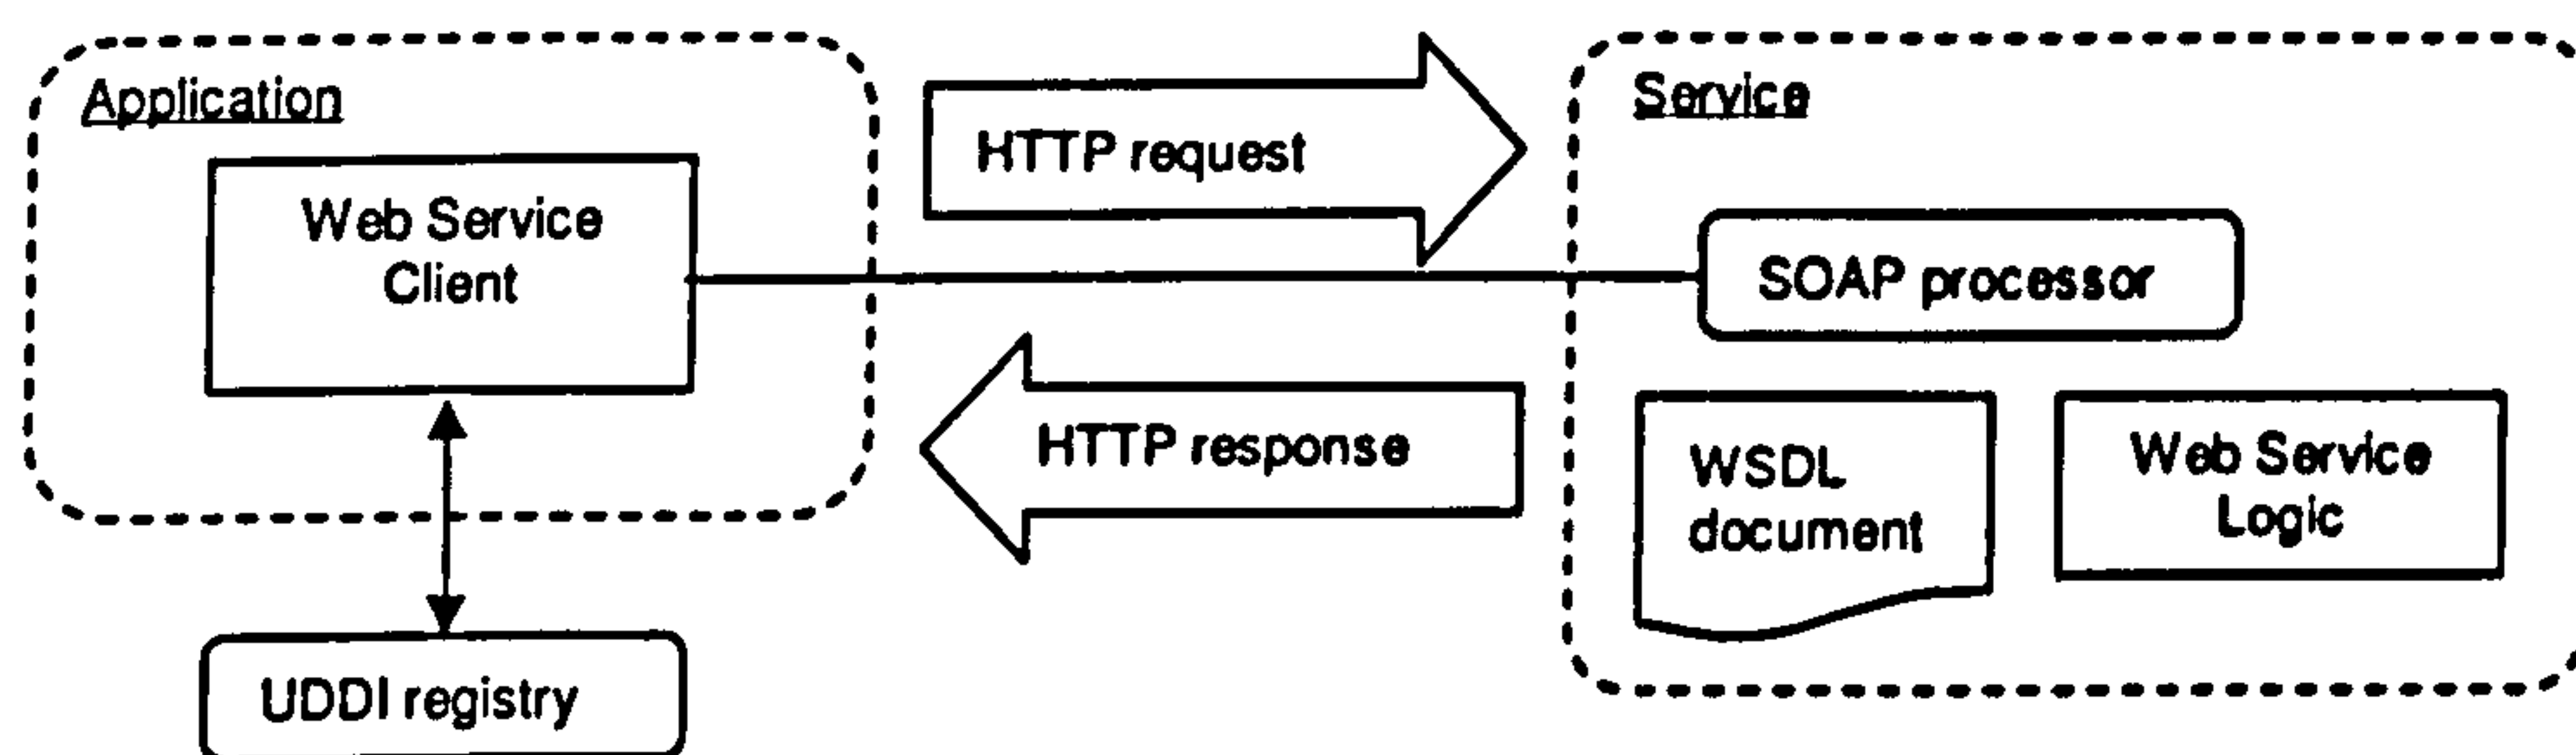 Application
Web Service
Client
UDDI registry
HTTP request
HTTP response
Service
SOAP processor
WSDL
document
Web Service
Logic